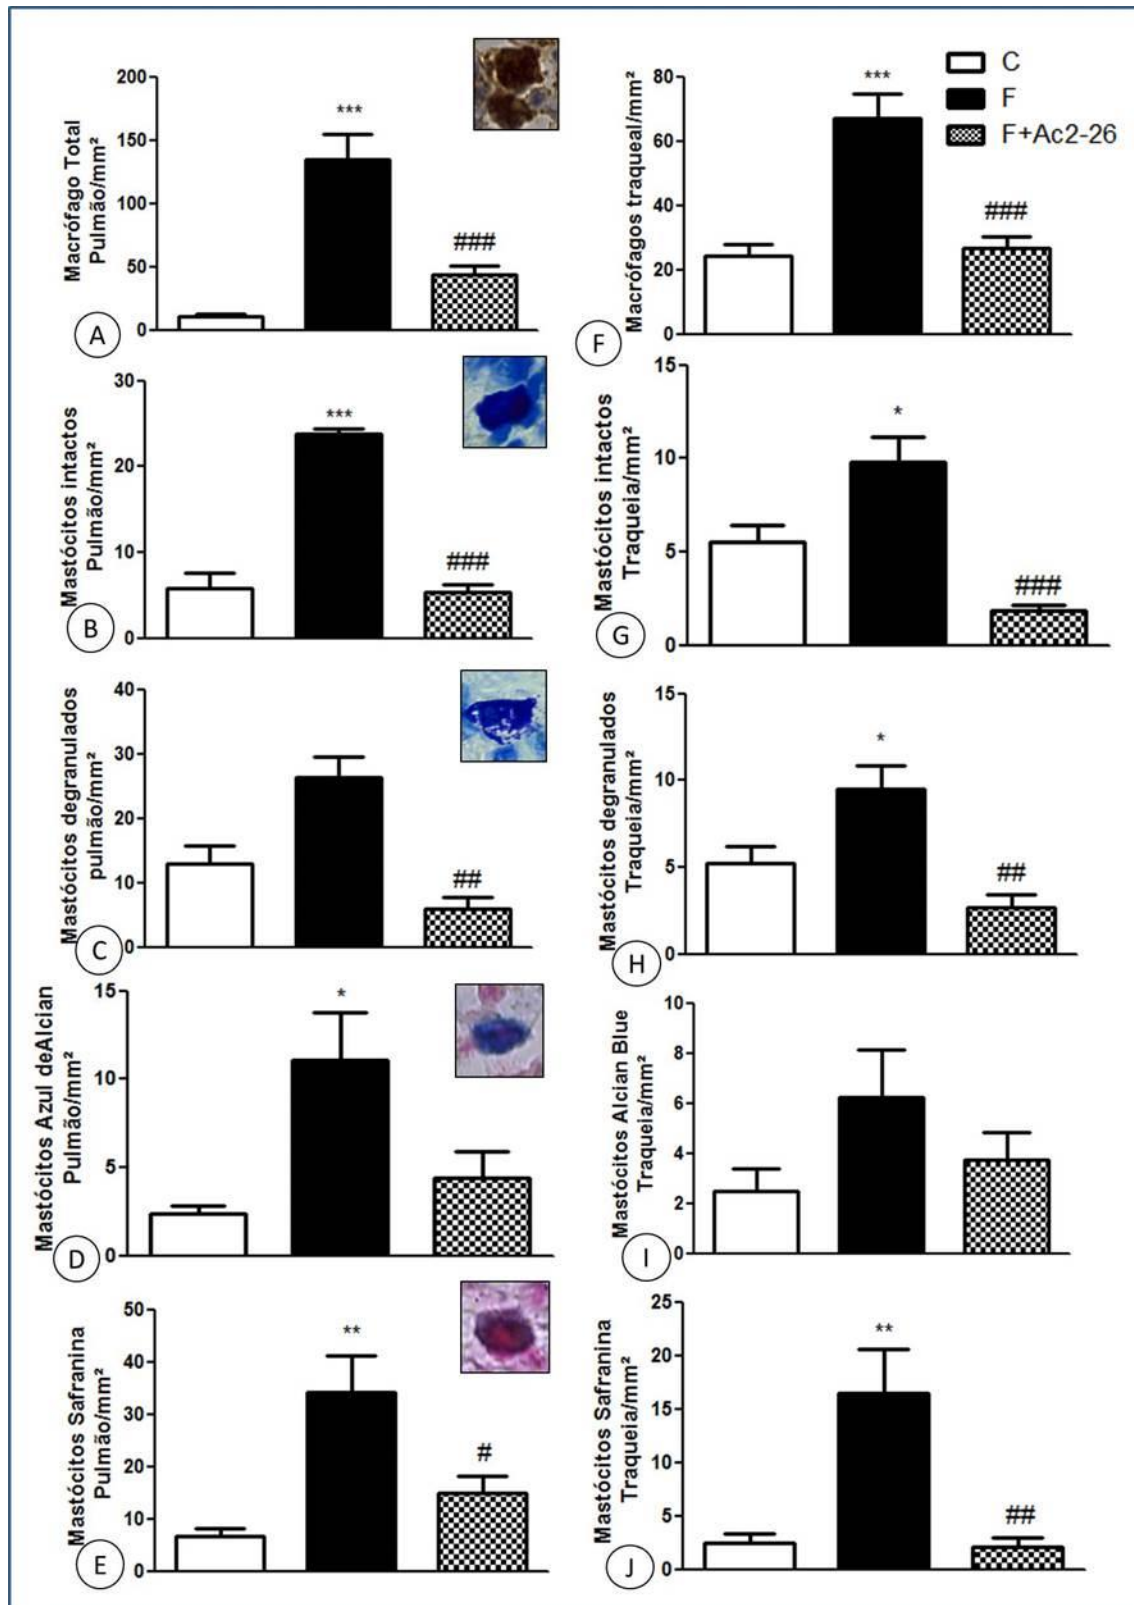 Macrófago Total
Pulmão/mm²
200
150
100
50
0
***
###
A
Macrófagos traqueal/mm²
80
60
40
20
0
***
###
F
C
F
F+Ac2-26
Mastócitos intactos
Pulmão/mm²
30
20
10
0
***
###
B
Mastócitos intactos
Traqueia/mm²
15
10
5
0
*
###
G
Mastócitos degranulados
pulmão/mm²
40
30
20
10
0
##
C
Mastócitos degranulados
Traqueia/mm²
15
10
5
0
*
##
H
Mastócitos Azul deAlcian
Pulmão/mm²
15
10
5
0
*
D
Mastócitos Alcian Blue
Traqueia/mm²
10
8
6
4
2
0
I
Mastócitos Safranina
Pulmão/mm²
50
40
30
20
10
0
**
#
E
Mastócitos Safranina
Traqueia/mm²
25
20
15
10
5
0
**
##
J